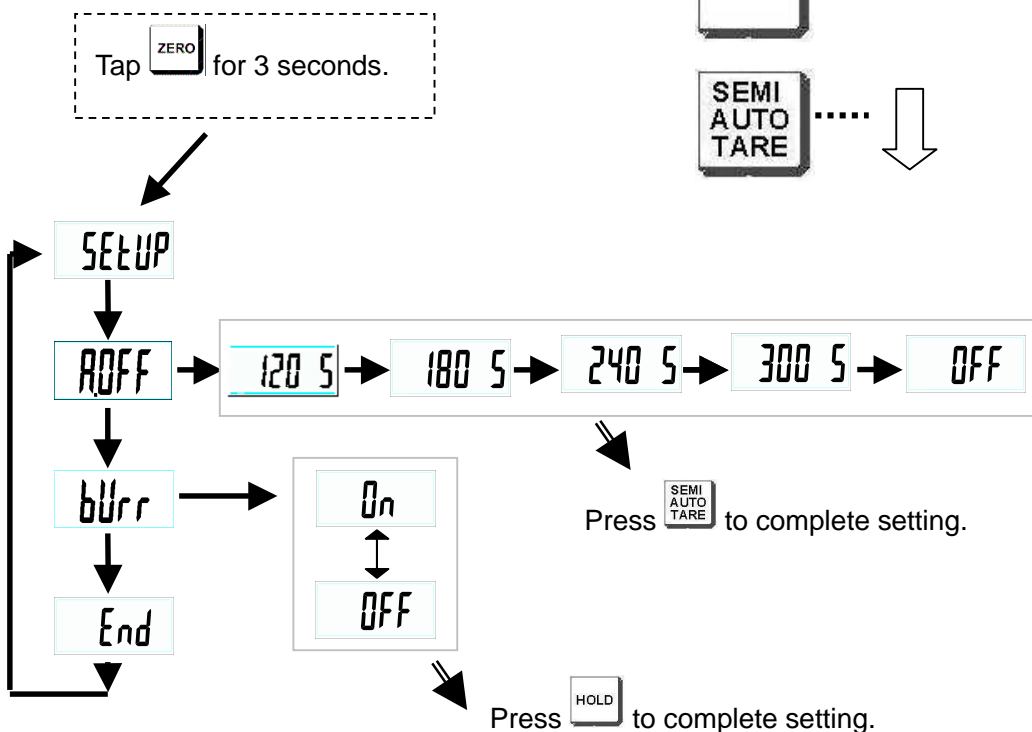 Tap ZERO for 3 seconds.
SEMI
AUTO
TARE
SEtUP
A.OFF
120 S
180 S
240 S
300 S
OFF
bUrr
On
OFF
Press SEMI AUTO TARE to complete setting.
End
Press HOLD to complete setting.